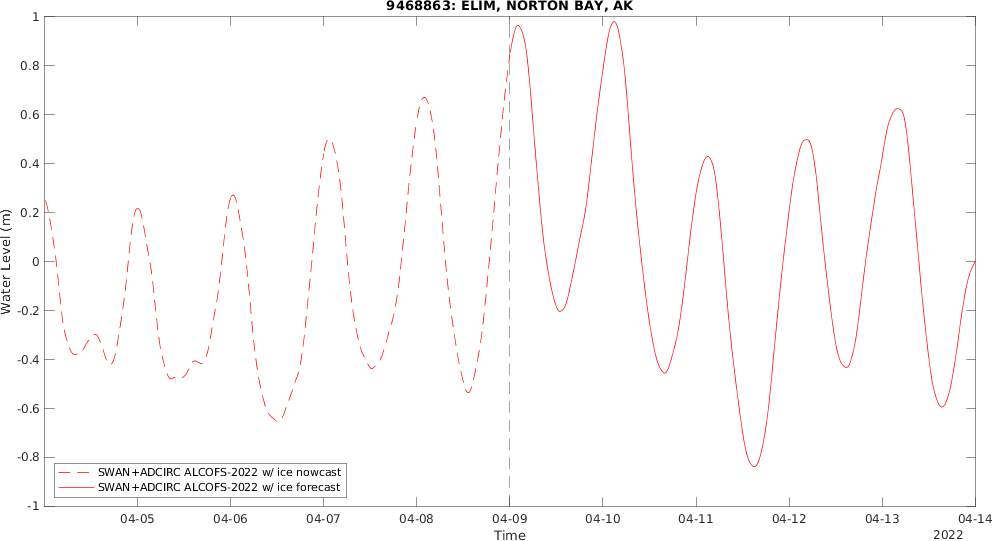 9468863: ELIM, NORTON BAY, AK
Water Level (m)
1
0.8
0.6
0.4
0.2
0
-0.2
-0.4
-0.6
-0.8
-1
SWAN+ADCIRC ALCOFS-2022 w/ ice nowcast
SWAN+ADCIRC ALCOFS-2022 w/ ice forecast
04-05 04-06 04-07 04-08 04-09 04-10 04-11 04-12 04-13 04-14
Time
2022